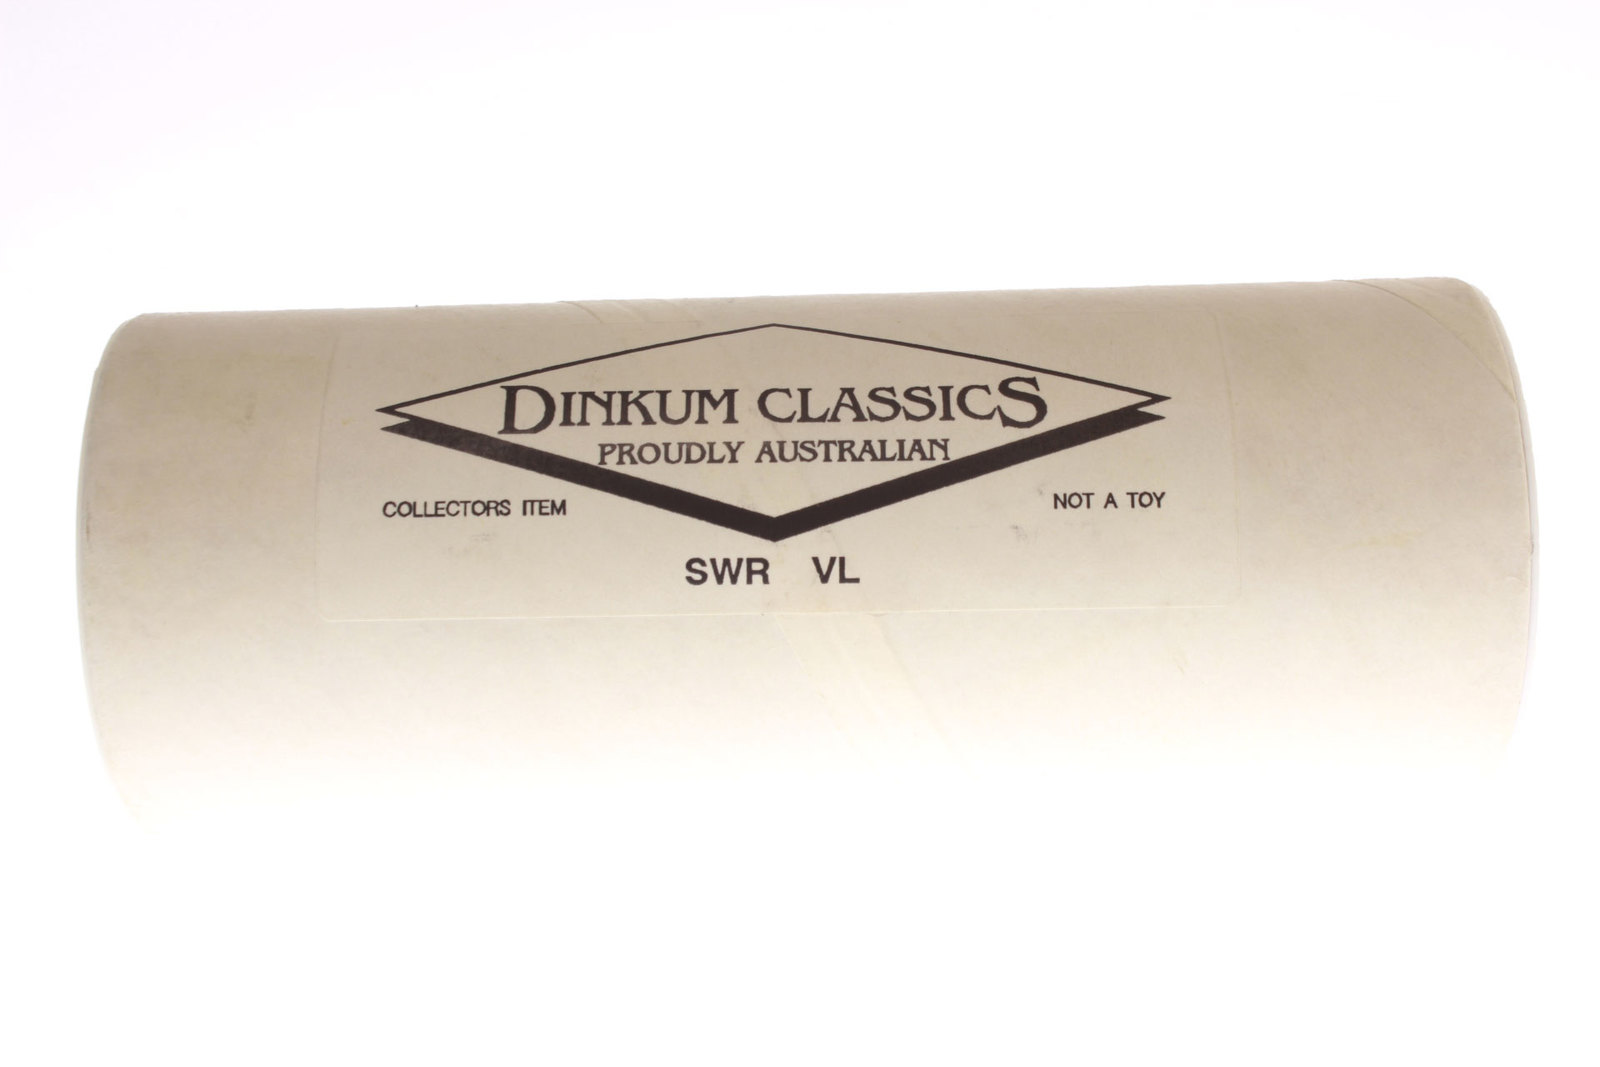 DINKUM CLASSICS
PROUDLY AUSTRALIAN
COLLECTORS ITEM
NOT A TOY
SWR VL